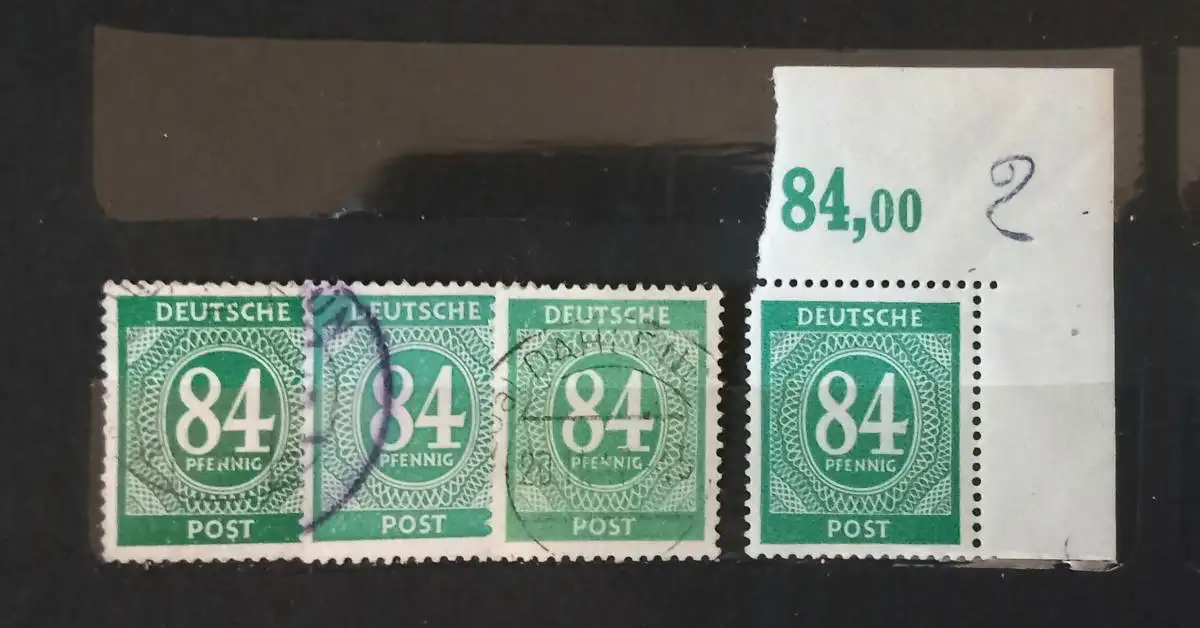 84,00
2
DEUTSCHE
84
PFENNIG
POST
DEUTSCHE
84
PFENNIG
POST
DEUTSCHE
84
PFENNIG
POST
DAHLEN
DEUTSCHE
84
PFENNIG
POST